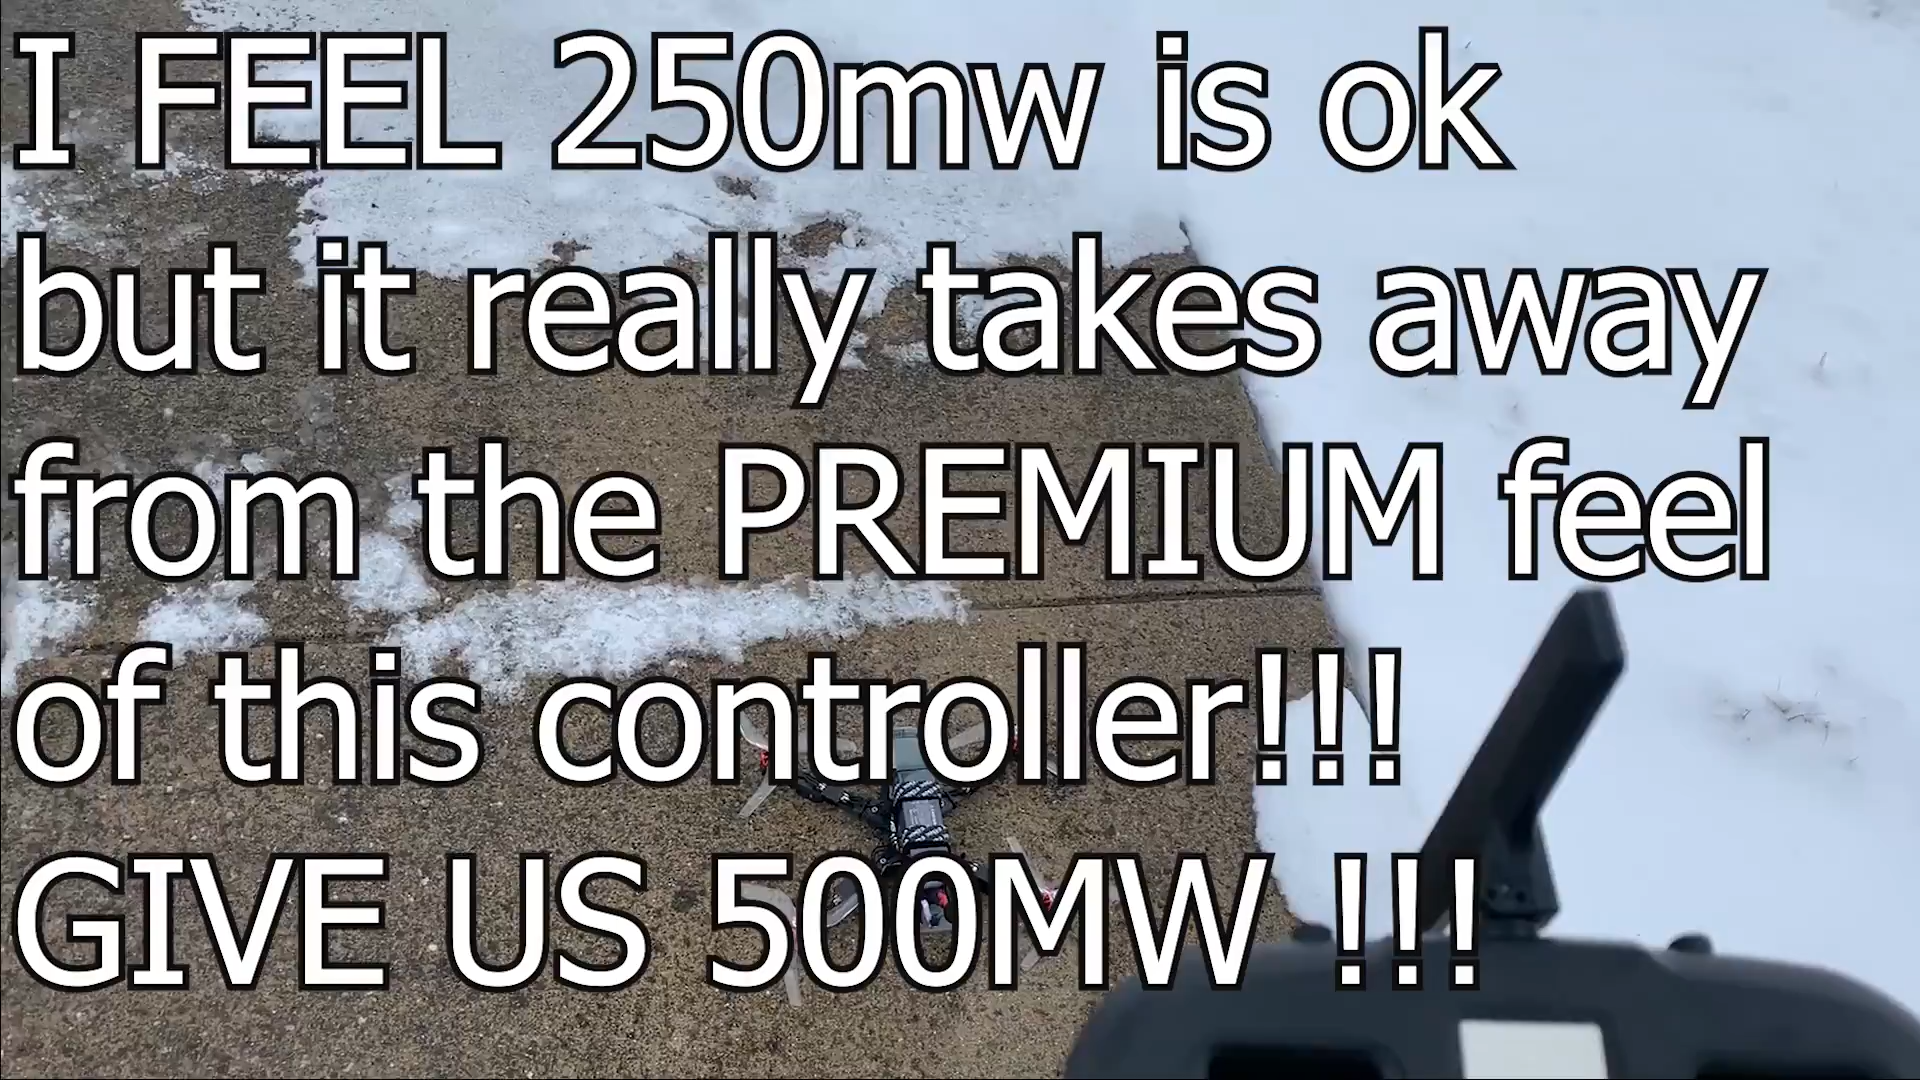 I FEEL 250mw is ok
but it really takes away
from the PREMIUM feel
of this controller!!!
GIVE US 500MW !!!